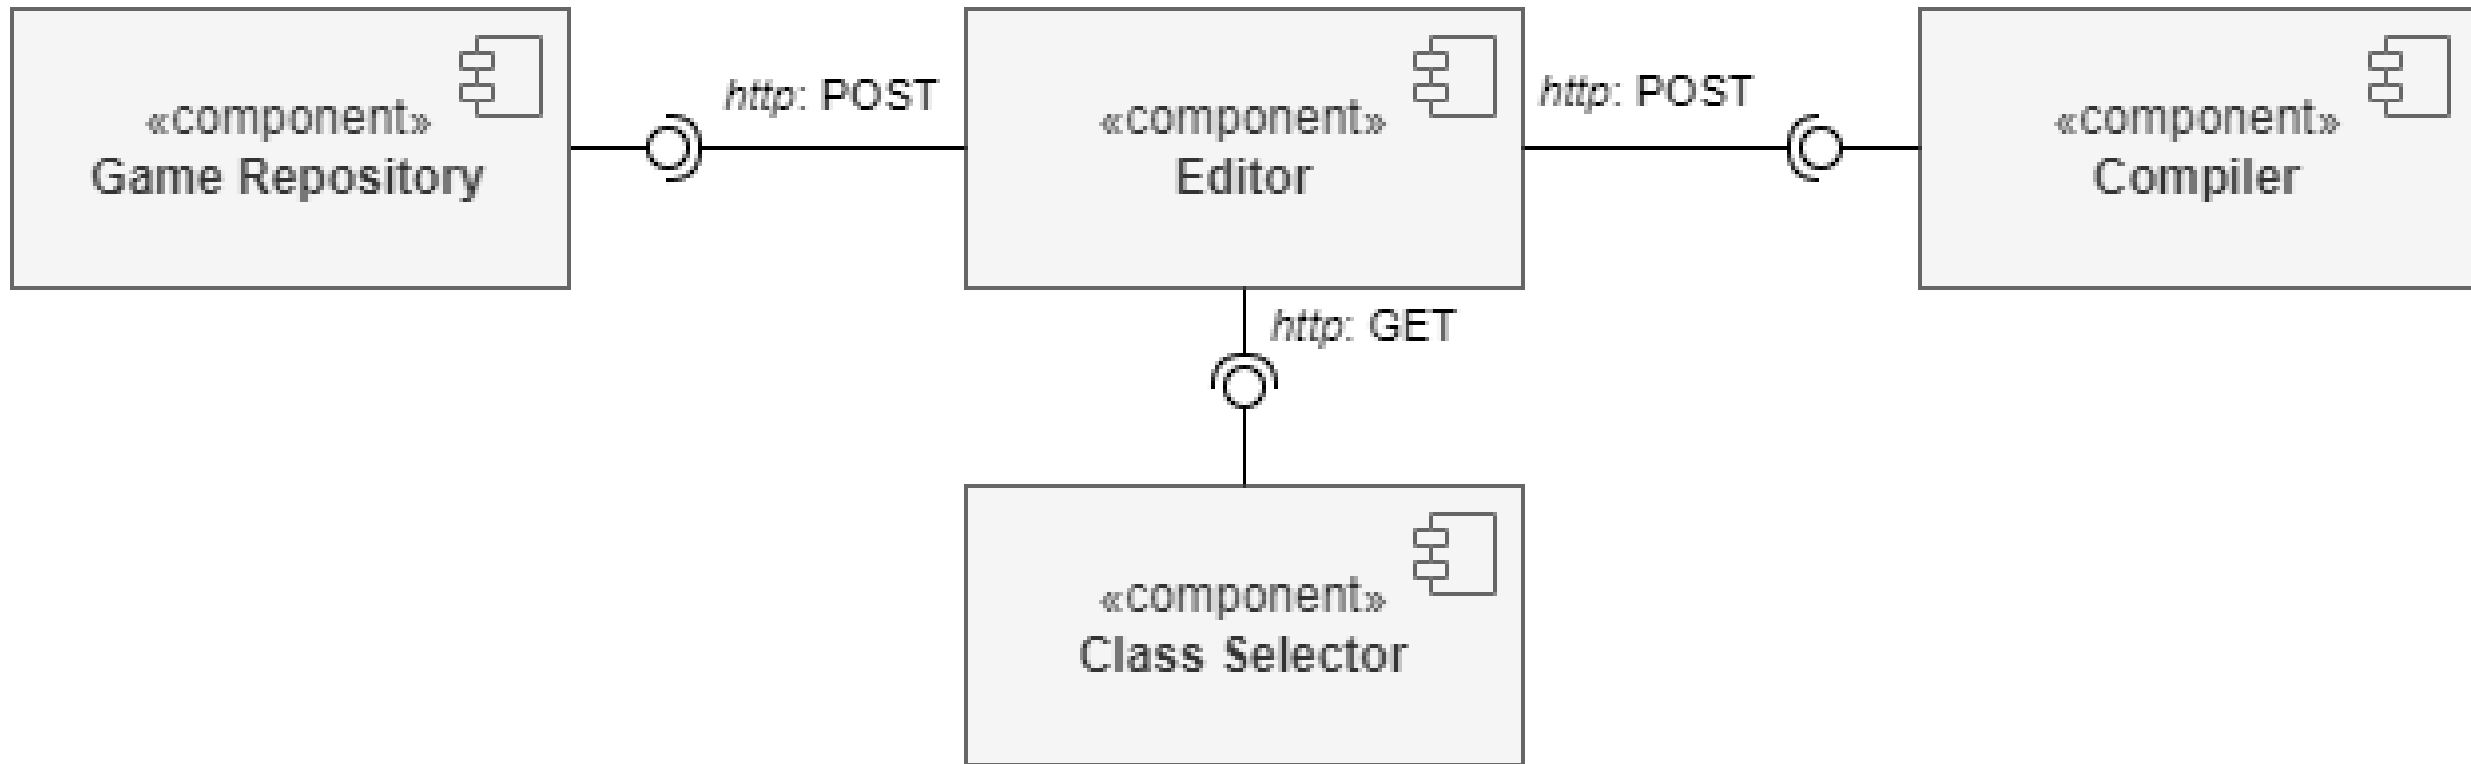 «component»
Game Repository
http: POST
«component»
Editor
http: POST
«component»
Compiler
http: GET
«component»
Class Selector